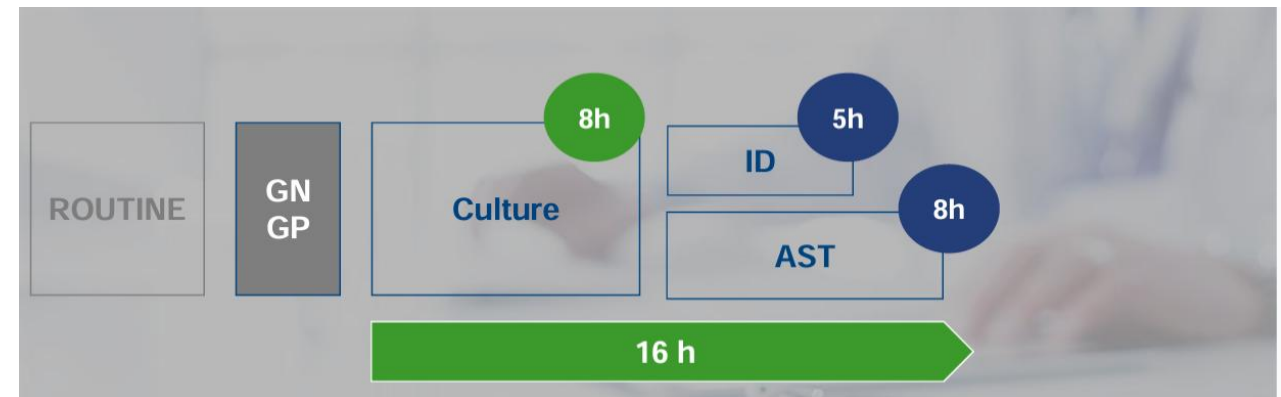 ROUTINE
GN
GP
Culture
8h
ID
5h
AST
8h
16 h